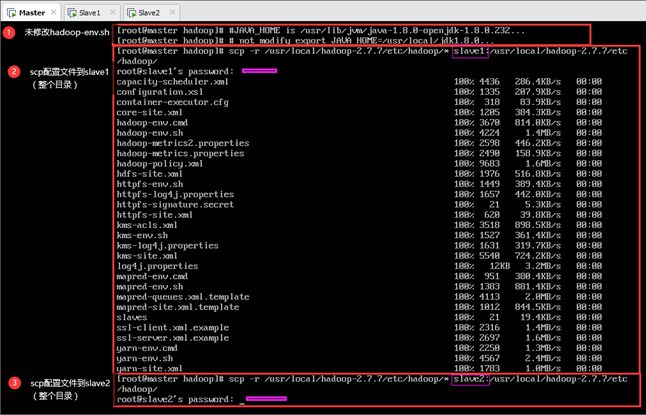 Master Slave1 Slave2
1 未修改hadoop-env.sh
[root@master hadoop]# #JAVA_HOME is /usr/lib/jvm/java-1.8.0-openjdk-1.8.0.232...
[root@master hadoop]# # not modify export JAVA_HOME=/usr/local/jdk1.8.0...
2 scp配置文件到slave1
(整个目录)
[root@master hadoop]# scp -r /usr/local/hadoop-2.7.7/etc/hadoop/* slave1:/usr/local/hadoop-2.7.7/etc
/hadoop/
root@slave1's password:
capacity-scheduler.xml 100% 4436 286.4KB/s 00:00
configuration.xsl 100% 1335 207.9KB/s 00:00
container-executor.cfg 100% 318 83.9KB/s 00:00
core-site.xml 100% 1205 384.3KB/s 00:00
hadoop-env.cmd 100% 3670 814.0KB/s 00:00
hadoop-env.sh 100% 4224 1.4MB/s 00:00
hadoop-metrics2.properties 100% 2598 446.2KB/s 00:00
hadoop-metrics.properties 100% 2490 158.9KB/s 00:00
hadoop-policy.xml 100% 9683 1.6MB/s 00:00
hdfs-site.xml 100% 1976 516.8KB/s 00:00
httpfs-env.sh 100% 1449 389.4KB/s 00:00
httpfs-log4j.properties 100% 1657 442.0KB/s 00:00
httpfs-signature.secret 100% 21 5.3KB/s 00:00
httpfs-site.xml 100% 620 39.8KB/s 00:00
kms-acls.xml 100% 3518 898.5KB/s 00:00
kms-env.sh 100% 1527 361.4KB/s 00:00
kms-log4j.properties 100% 1631 319.7KB/s 00:00
kms-site.xml 100% 5540 724.2KB/s 00:00
log4j.properties 100% 12KB 3.2MB/s 00:00
mapred-env.cmd 100% 951 380.4KB/s 00:00
mapred-env.sh 100% 1383 881.4KB/s 00:00
mapred-queues.xml.template 100% 4113 2.0MB/s 00:00
mapred-site.xml.template 100% 1012 844.5KB/s 00:00
slaves 100% 21 19.4KB/s 00:00
ssl-client.xml.example 100% 2316 1.4MB/s 00:00
ssl-server.xml.example 100% 2697 1.6MB/s 00:00
yarn-env.cmd 100% 2250 1.3MB/s 00:00
yarn-env.sh 100% 4567 2.4MB/s 00:00
yarn-site.xml 100% 1783 1.0MB/s 00:00
3 scp配置文件到slave2
(整个目录)
[root@master hadoop]# scp -r /usr/local/hadoop-2.7.7/etc/hadoop/* slave2:/usr/local/hadoop-2.7.7/etc
/hadoop/
root@slave2's password: _